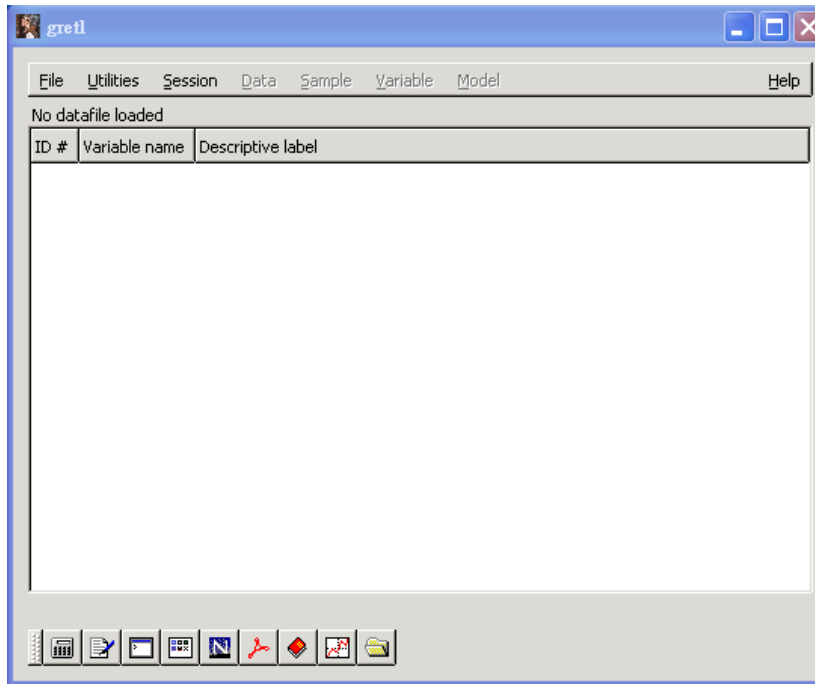 gretl
File Utilities Session Data Sample Variable Model Help
No datafile loaded
ID # Variable name Descriptive label
N